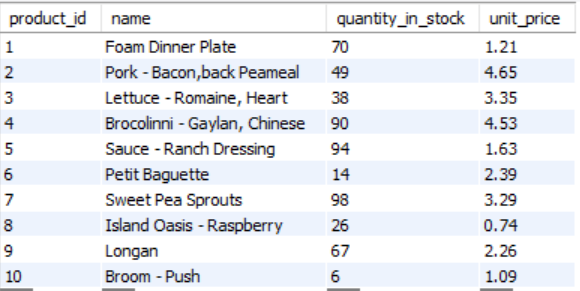 product_id name quantity_in_stock unit_price
1 Foam Dinner Plate 70 1.21
2 Pork - Bacon,back Peameal 49 4.65
3 Lettuce - Romaine, Heart 38 3.35
4 Brocolinni - Gaylan, Chinese 90 4.53
5 Sauce - Ranch Dressing 94 1.63
6 Petit Baguette 14 2.39
7 Sweet Pea Sprouts 98 3.29
8 Island Oasis - Raspberry 26 0.74
9 Longan 67 2.26
10 Broom - Push 6 1.09